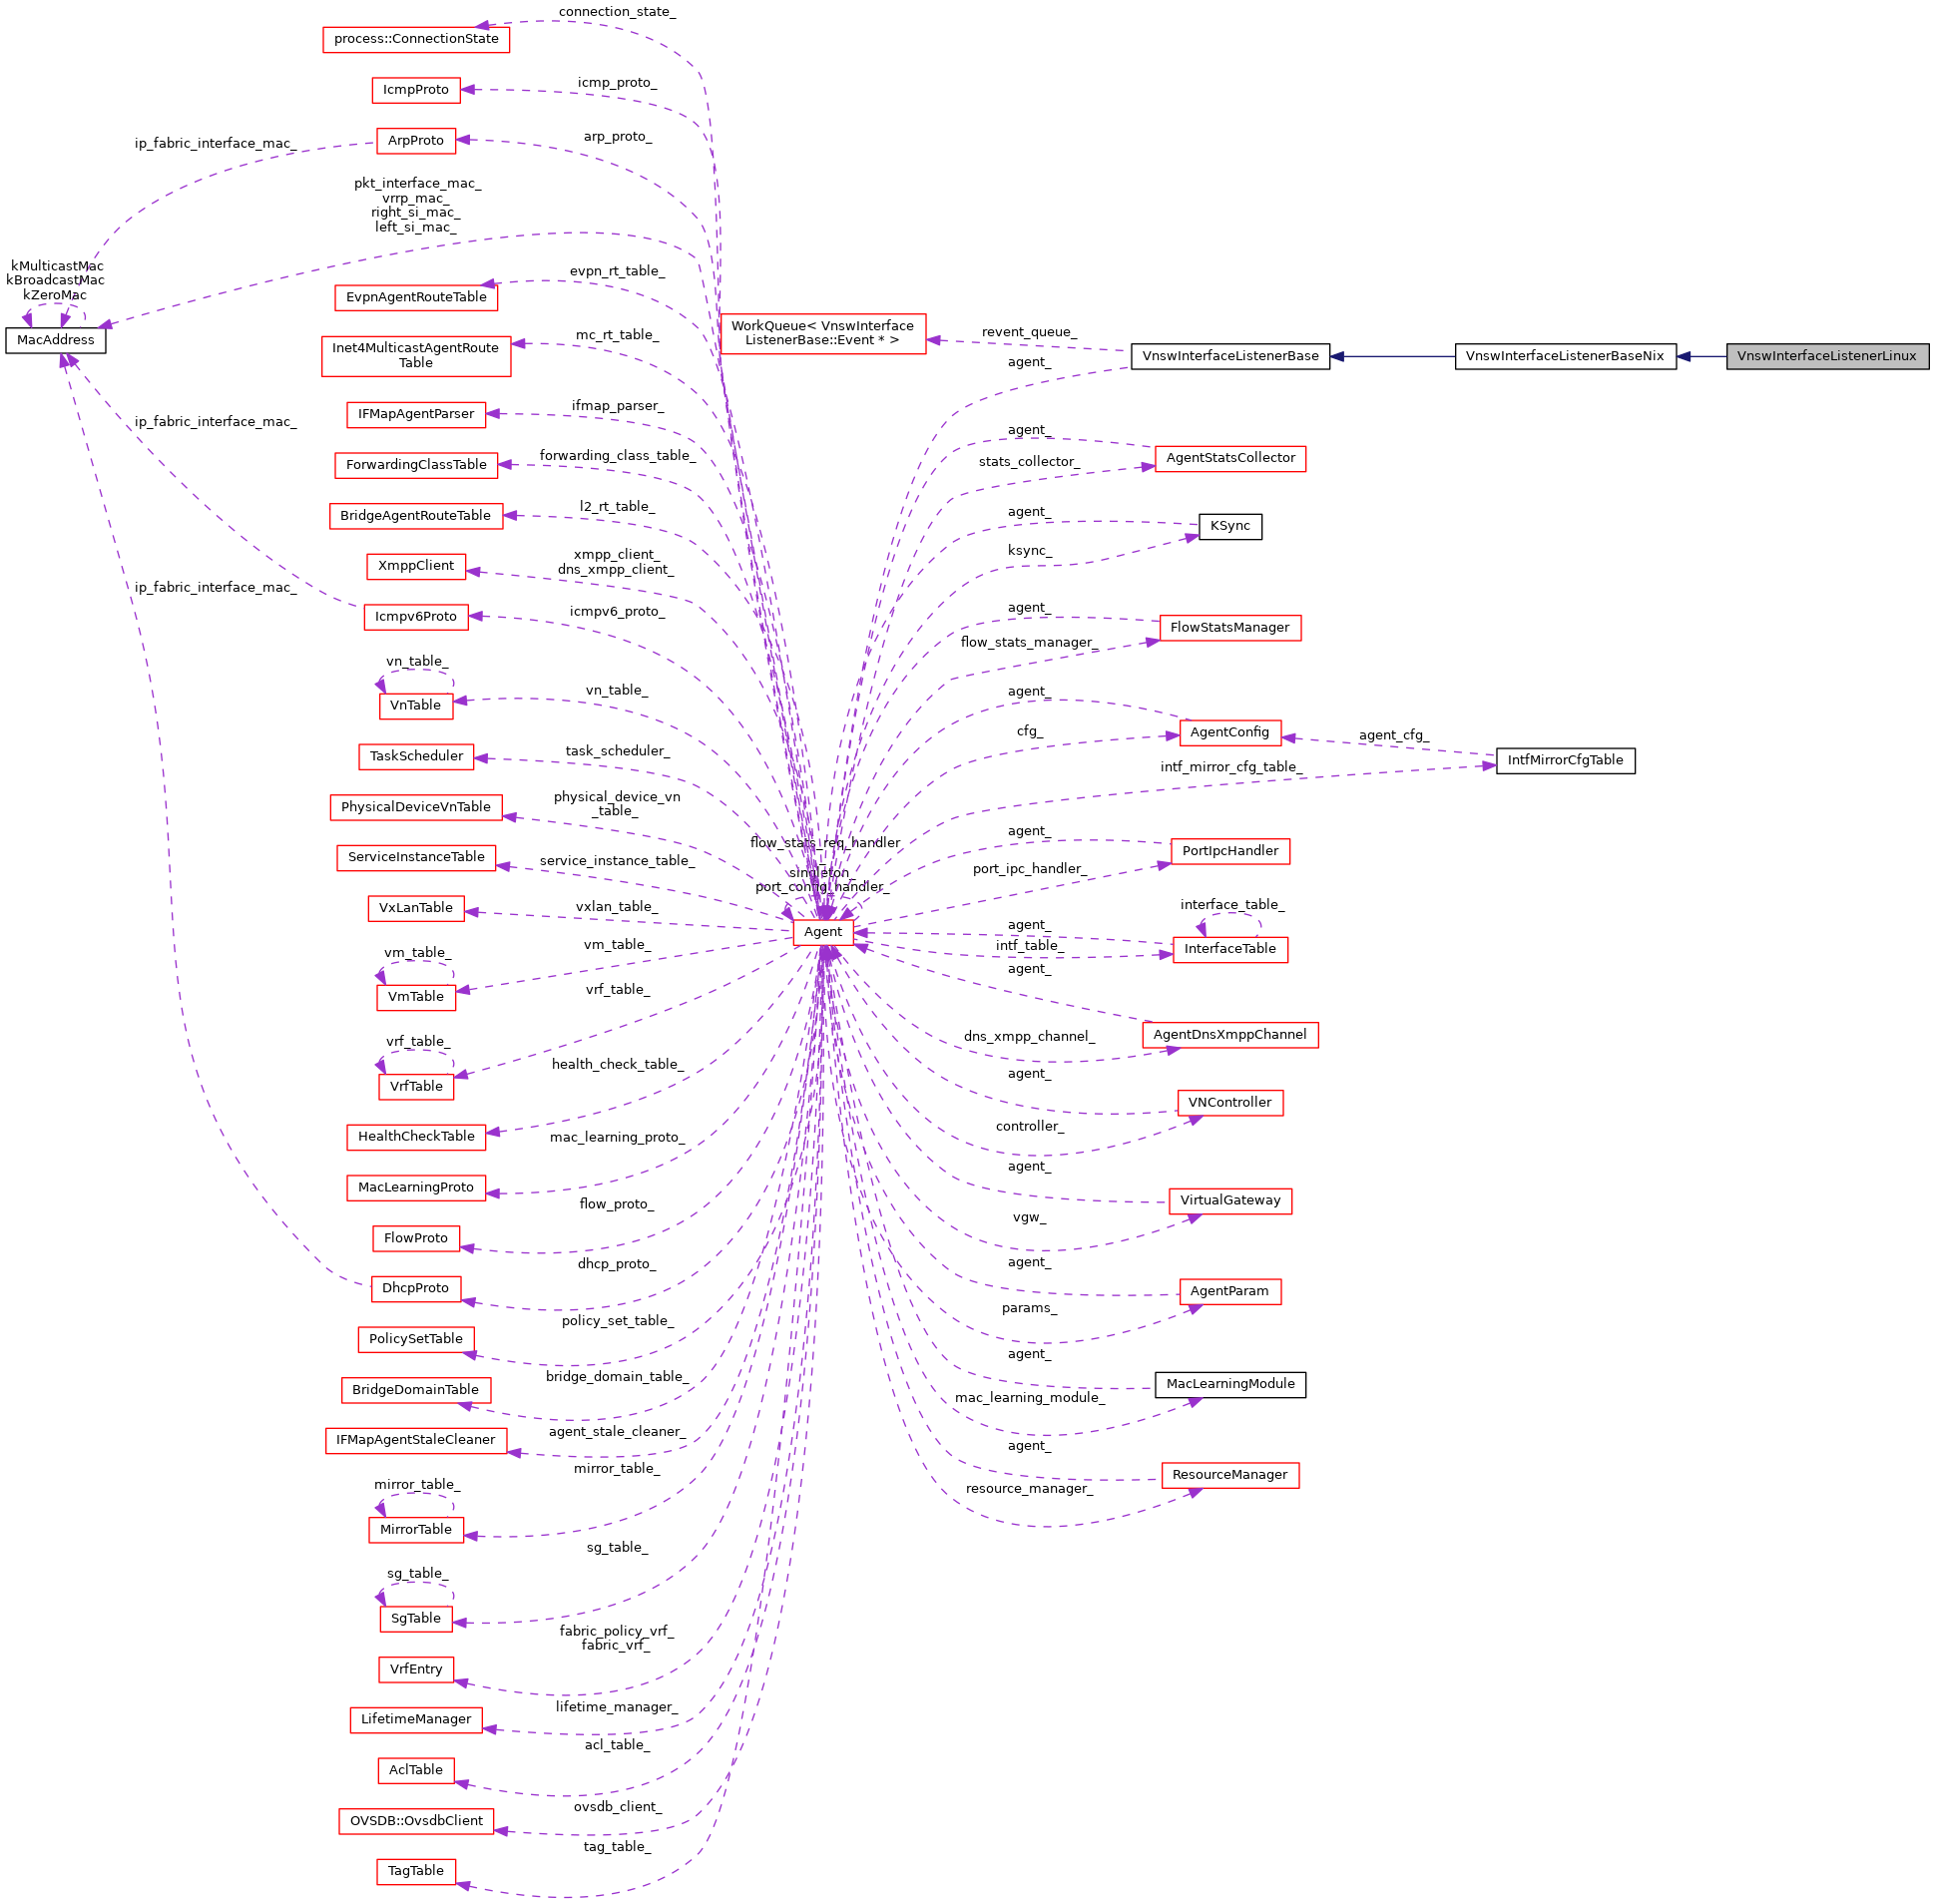 connection_state_
process::ConnectionState
icmp_proto_
IcmpProto
arp_proto_
ArpProto
ip_fabric_interface_mac_
pkt_interface_mac_
vrrp_mac_
right_si_mac_
left_si_mac_
kMulticastMac
kBroadcastMac
kZeroMac
MacAddress
evpn_rt_table_
EvpnAgentRouteTable
mc_rt_table_
Inet4MulticastAgentRoute
Table
WorkQueue< VnswInterface
ListenerBase::Event * >
revent_queue_
agent_
VnswInterfaceListenerBase
VnswInterfaceListenerBaseNix
VnswInterfaceListenerLinux
ifmap_parser_
IFMapAgentParser
ip_fabric_interface_mac_
forwarding_class_table_
ForwardingClassTable
agent_
stats_collector_
AgentStatsCollector
l2_rt_table_
BridgeAgentRouteTable
agent_
ksync_
KSync
xmpp_client_
dns_xmpp_client_
XmppClient
ip_fabric_interface_mac_
icmpv6_proto_
Icmpv6Proto
agent_
flow_stats_manager_
FlowStatsManager
vn_table_
VnTable
vn_table_
agent_
cfg_
AgentConfig
agent_cfg_
IntfMirrorCfgTable
intf_mirror_cfg_table_
task_scheduler_
TaskScheduler
physical_device_vn
_table_
PhysicalDeviceVnTable
service_instance_table_
ServiceInstanceTable
flow_stats_req_handler
_
singleton_
port_config_handler_
agent_
port_ipc_handler_
PortIpcHandler
vxlan_table_
VxLanTable
Agent
agent_
intf_table_
interface_table_
InterfaceTable
vm_table_
vm_table_
VmTable
agent_
dns_xmpp_channel_
AgentDnsXmppChannel
vrf_table_
vrf_table_
VrfTable
agent_
controller_
VNController
health_check_table_
HealthCheckTable
mac_learning_proto_
MacLearningProto
agent_
vgw_
VirtualGateway
flow_proto_
FlowProto
dhcp_proto_
DhcpProto
agent_
params_
AgentParam
policy_set_table_
PolicySetTable
bridge_domain_table_
BridgeDomainTable
agent_
mac_learning_module_
MacLearningModule
agent_stale_cleaner_
IFMapAgentStaleCleaner
mirror_table_
mirror_table_
MirrorTable
agent_
resource_manager_
ResourceManager
sg_table_
sg_table_
SgTable
fabric_policy_vrf_
fabric_vrf_
VrfEntry
lifetime_manager_
LifetimeManager
acl_table_
AclTable
ovsdb_client_
OVSDB::OvsdbClient
tag_table_
TagTable